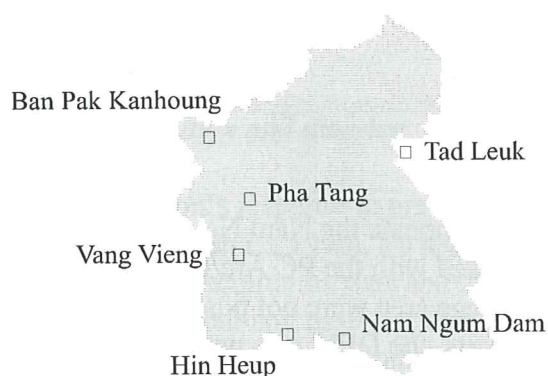 Ban Pak Kanhoung
Tad Leuk
Pha Tang
Vang Vieng
Nam Ngum Dam
Hin Heup